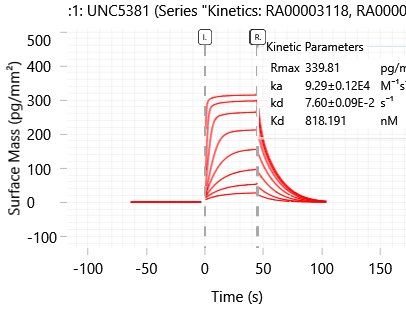 :1: UNC5381 (Series "Kinetics: RA00003118, RA0000
I. R.
Kinetic Parameters
Rmax 339.81 pg/m
ka 9.29±0.12E4 M⁻¹s
kd 7.60±0.09E-2 s⁻¹
Kd 818.191 nM
Surface Mass (pg/mm²)
500
400
300
200
100
0
-100
-100 -50 0 50 100 150
Time (s)